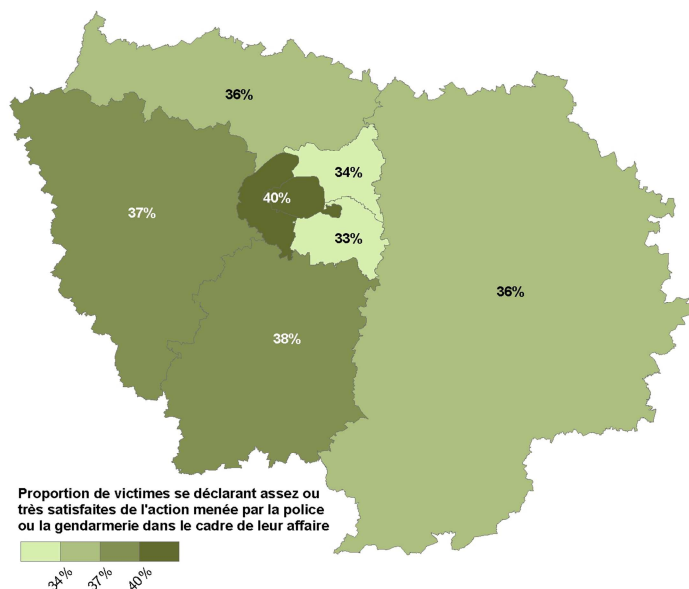 36%
34%
40%
37%
33%
36%
38%
Proportion de victimes se déclarant assez ou
très satisfaites de l'action menée par la police
ou la gendarmerie dans le cadre de leur affaire
34% 37% 40%